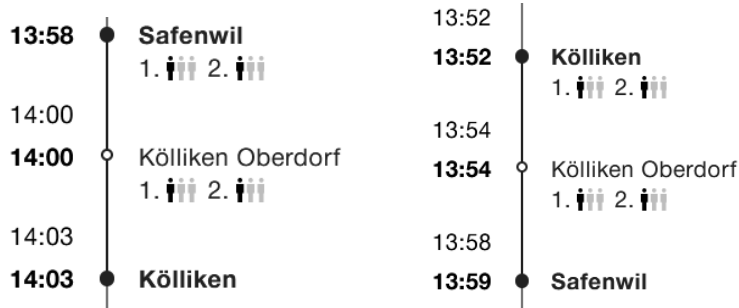 13:58 Safenwil
1. 2.
14:00
14:00 Kölliken Oberdorf
1. 2.
14:03
14:03 Kölliken
13:52
13:52 Kölliken
1. 2.
13:54
13:54 Kölliken Oberdorf
1. 2.
13:58
13:59 Safenwil